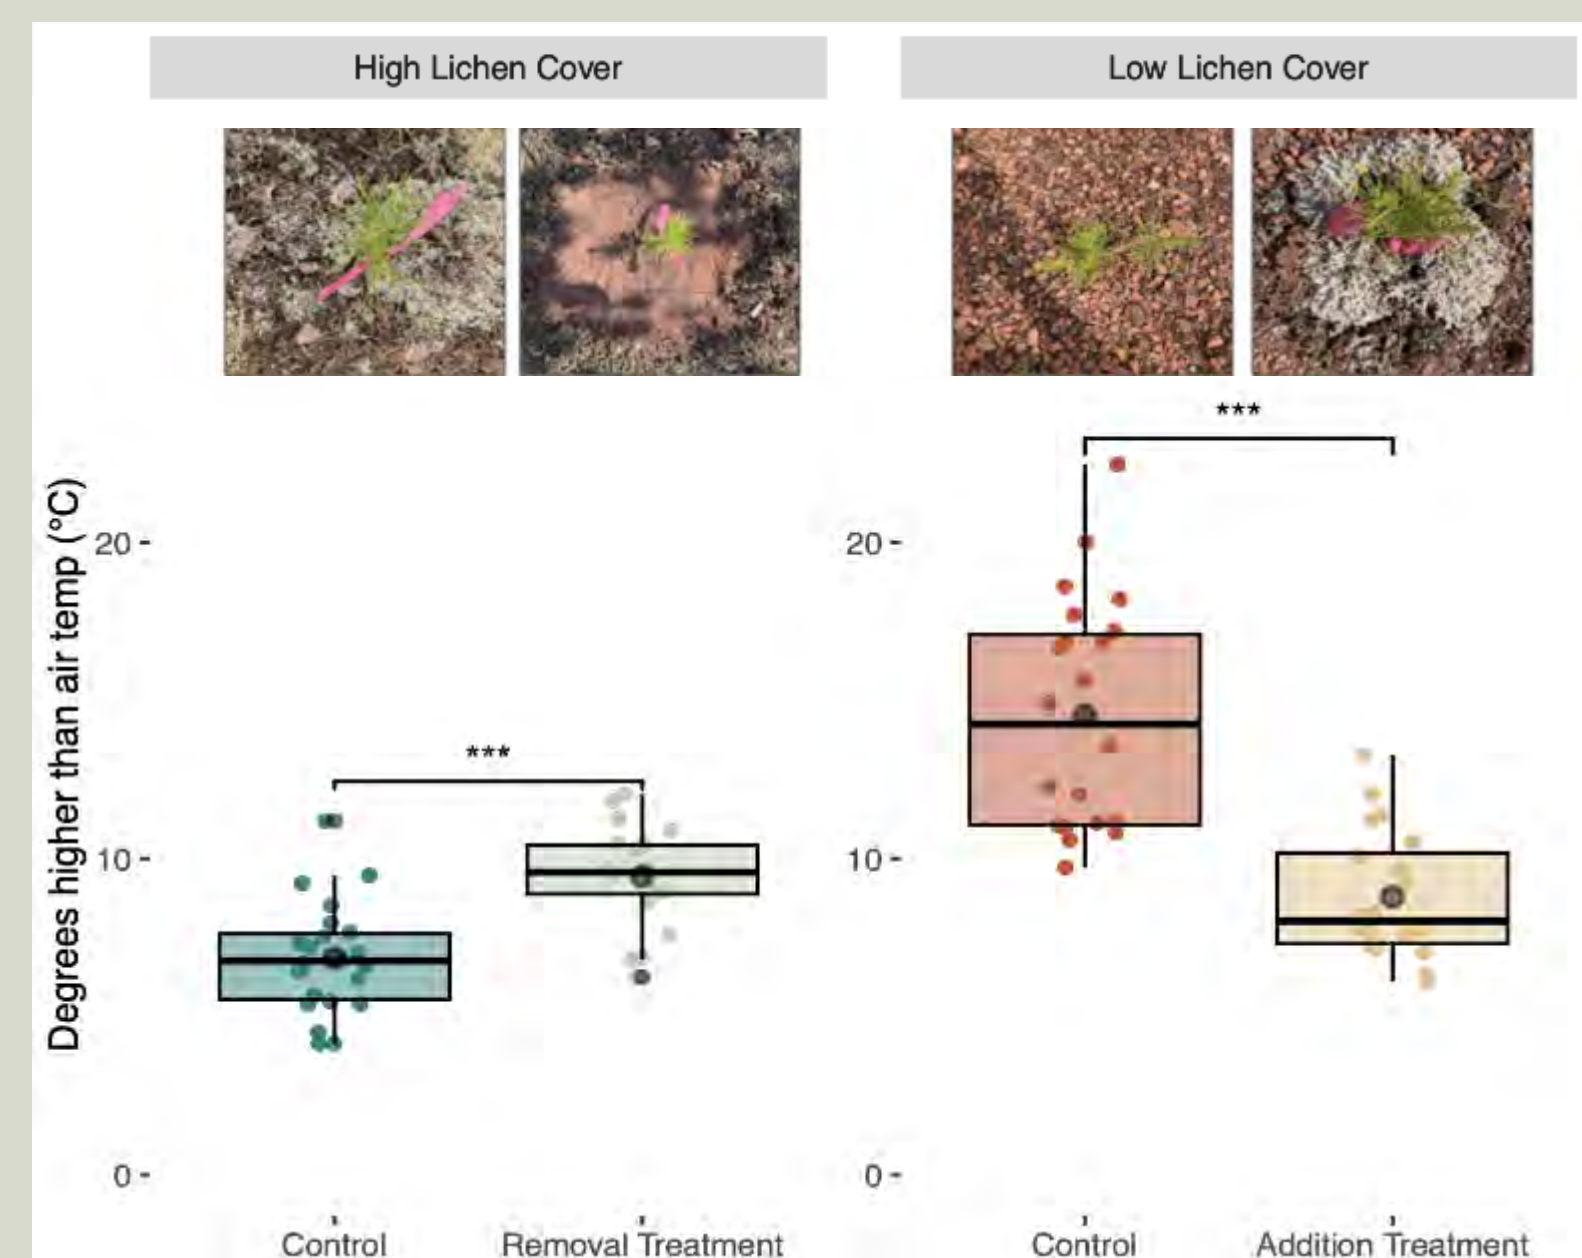 High Lichen Cover
Low Lichen Cover
***
***
Degrees higher than air temp (°C)
20
10
0
20
10
0
Control
Removal Treatment
Control
Addition Treatment